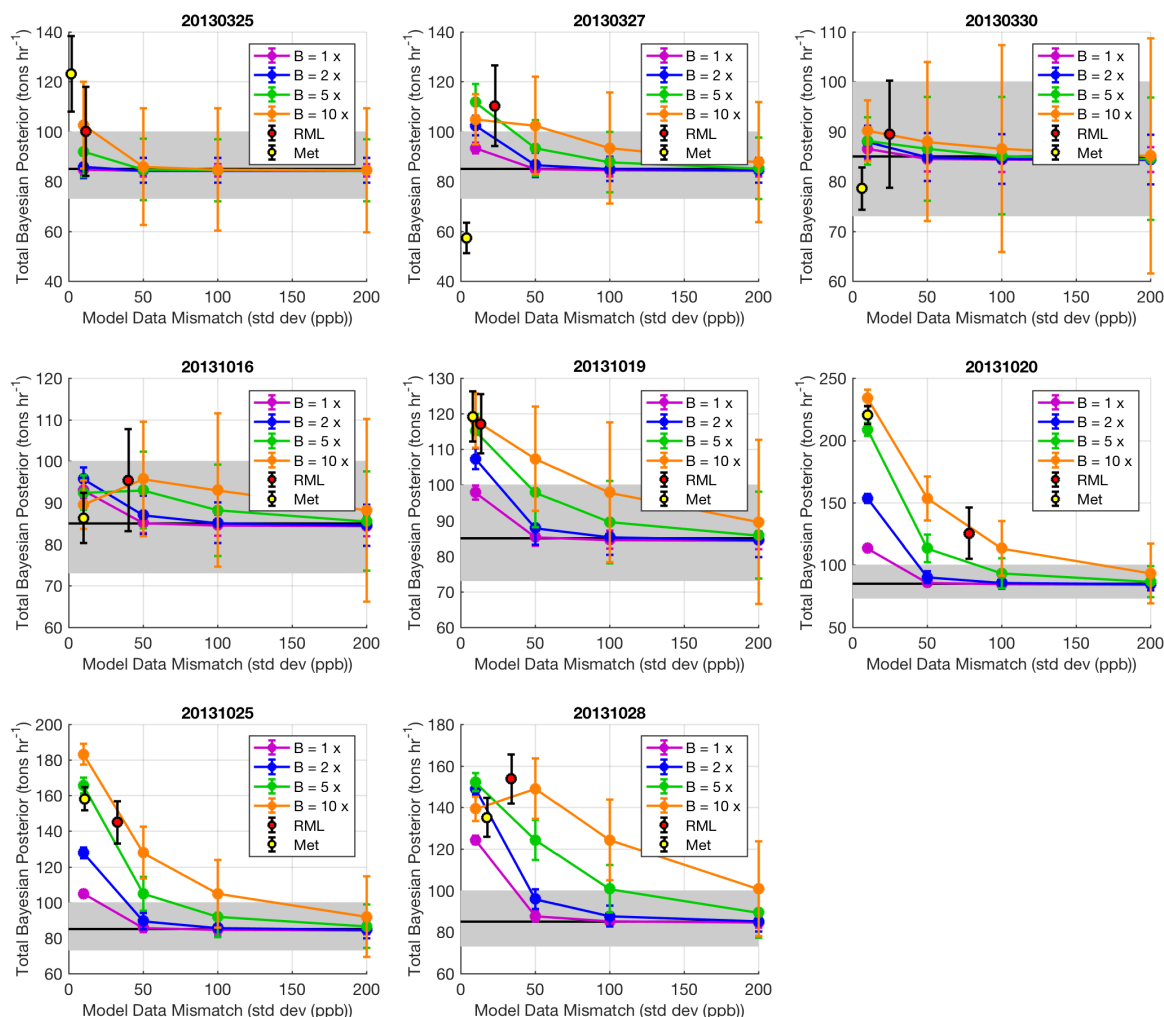 20130325
Total Bayesian Posterior (tons hr-1)
140
120
100
80
60
40
0 50 100 150 200
Model Data Mismatch (std dev (ppb))
B = 1 x
B = 2 x
B = 5 x
B = 10 x
RML
Met
20130327
Total Bayesian Posterior (tons hr-1)
140
120
100
80
60
40
0 50 100 150 200
Model Data Mismatch (std dev (ppb))
B = 1 x
B = 2 x
B = 5 x
B = 10 x
RML
Met
20130330
Total Bayesian Posterior (tons hr-1)
110
100
90
80
70
60
0 50 100 150 200
Model Data Mismatch (std dev (ppb))
B = 1 x
B = 2 x
B = 5 x
B = 10 x
RML
Met
20131016
Total Bayesian Posterior (tons hr-1)
120
110
100
90
80
70
60
0 50 100 150 200
Model Data Mismatch (std dev (ppb))
B = 1 x
B = 2 x
B = 5 x
B = 10 x
RML
Met
20131019
Total Bayesian Posterior (tons hr-1)
130
120
110
100
90
80
70
60
0 50 100 150 200
Model Data Mismatch (std dev (ppb))
B = 1 x
B = 2 x
B = 5 x
B = 10 x
RML
Met
20131020
Total Bayesian Posterior (tons hr-1)
250
200
150
100
50
0 50 100 150 200
Model Data Mismatch (std dev (ppb))
B = 1 x
B = 2 x
B = 5 x
B = 10 x
RML
Met
20131025
Total Bayesian Posterior (tons hr-1)
200
180
160
140
120
100
80
60
0 50 100 150 200
Model Data Mismatch (std dev (ppb))
B = 1 x
B = 2 x
B = 5 x
B = 10 x
RML
Met
20131028
Total Bayesian Posterior (tons hr-1)
180
160
140
120
100
80
60
0 50 100 150 200
Model Data Mismatch (std dev (ppb))
B = 1 x
B = 2 x
B = 5 x
B = 10 x
RML
Met